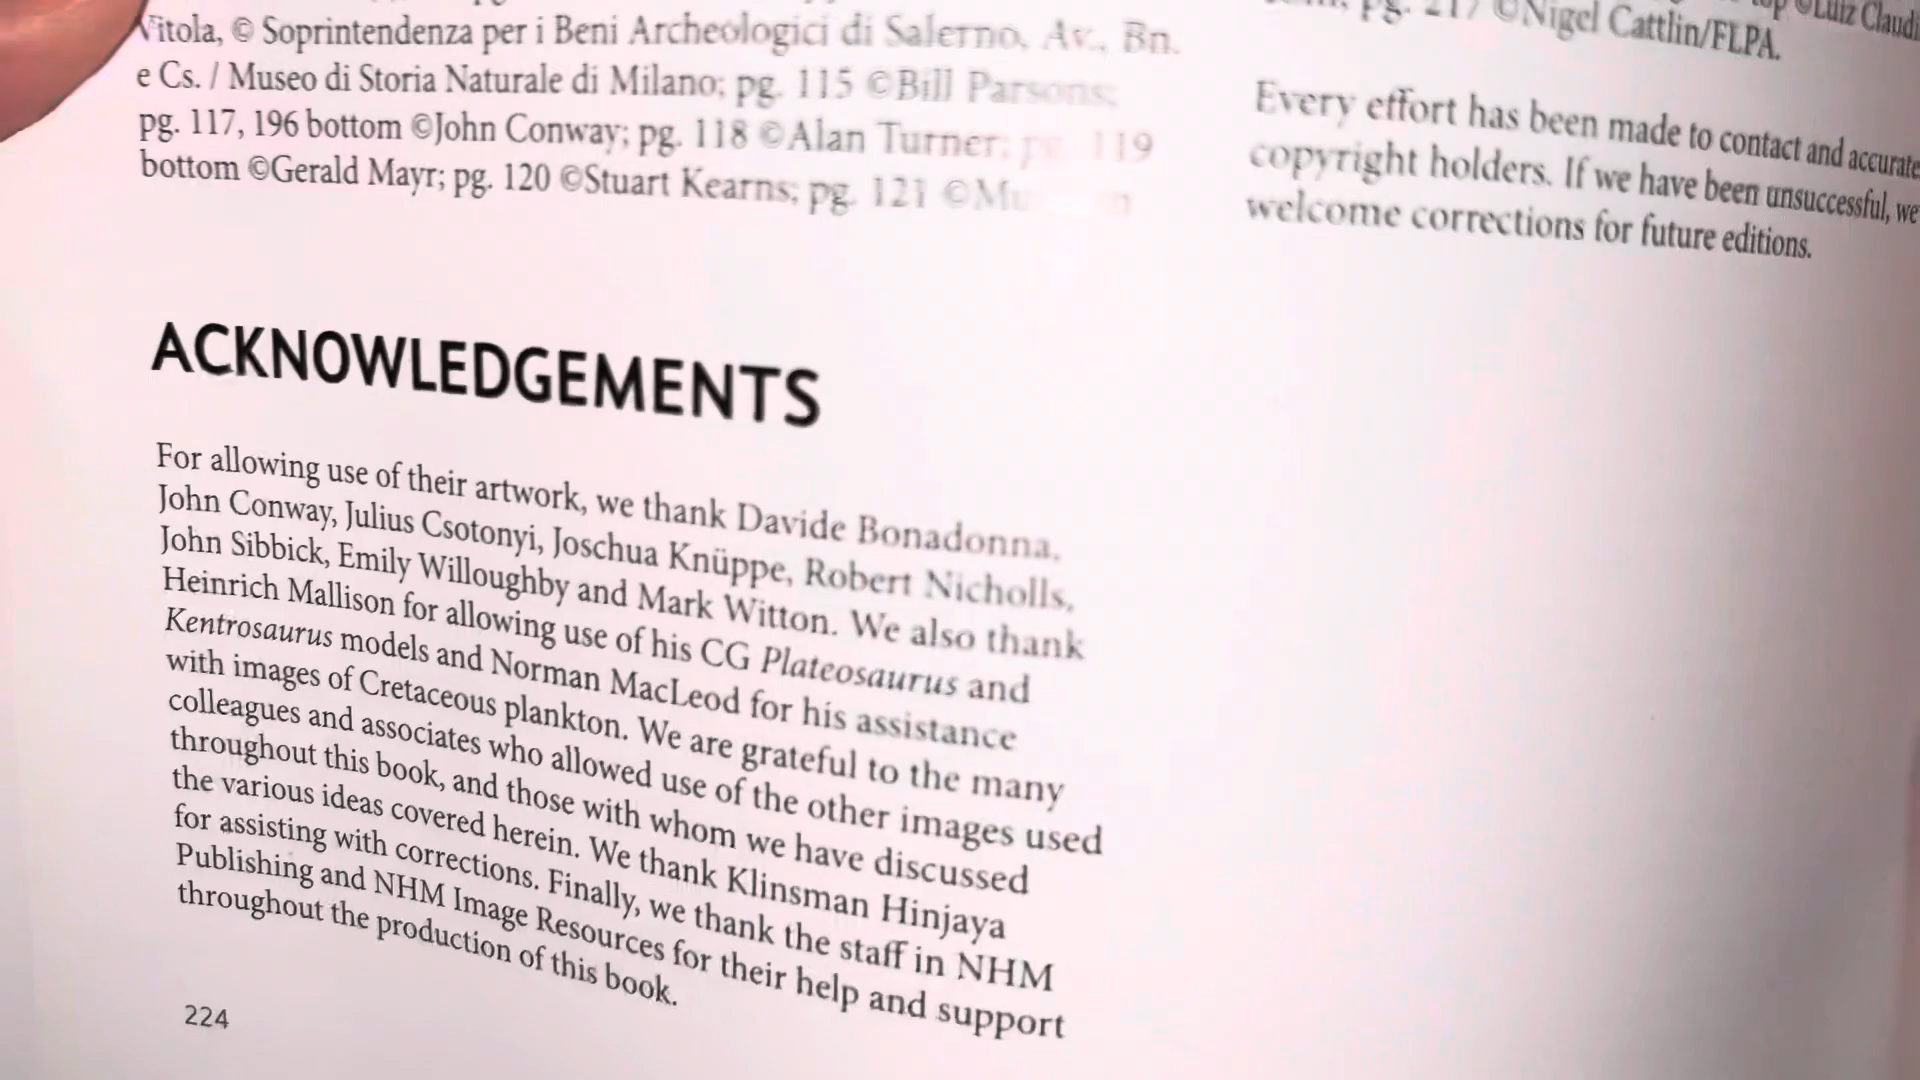 Vitola, © Soprintendenza per i Beni Archeologici di Salerno, Av., Bn.
e Cs. / Museo di Storia Naturale di Milano; pg. 115 ©Bill Parsons;
pg. 117, 196 bottom ©John Conway; pg. 118 ©Alan Turner; pg. 119
bottom ©Gerald Mayr; pg. 120 ©Stuart Kearns; pg. 121
pg. 217 ©Nigel Cattlin/FLPA.
top ©Luiz Claudi
Every effort has been made to contact and accurate
copyright holders. If we have been unsuccessful, we
welcome corrections for future editions.
ACKNOWLEDGEMENTS
For allowing use of their artwork, we thank Davide Bonadonna,
John Conway, Julius Csotonyi, Joschua Knüppe, Robert Nicholls,
John Sibbick, Emily Willoughby and Mark Witton. We also thank
Heinrich Mallison for allowing use of his CG Plateosaurus and
Kentrosaurus models and Norman MacLeod for his assistance
with images of Cretaceous plankton. We are grateful to the many
colleagues and associates who allowed use of the other images used
throughout this book, and those with whom we have discussed
the various ideas covered herein. We thank Klinsman Hinjaya
for assisting with corrections. Finally, we thank the staff in NHM
Publishing and NHM Image Resources for their help and support
throughout the production of this book.
224